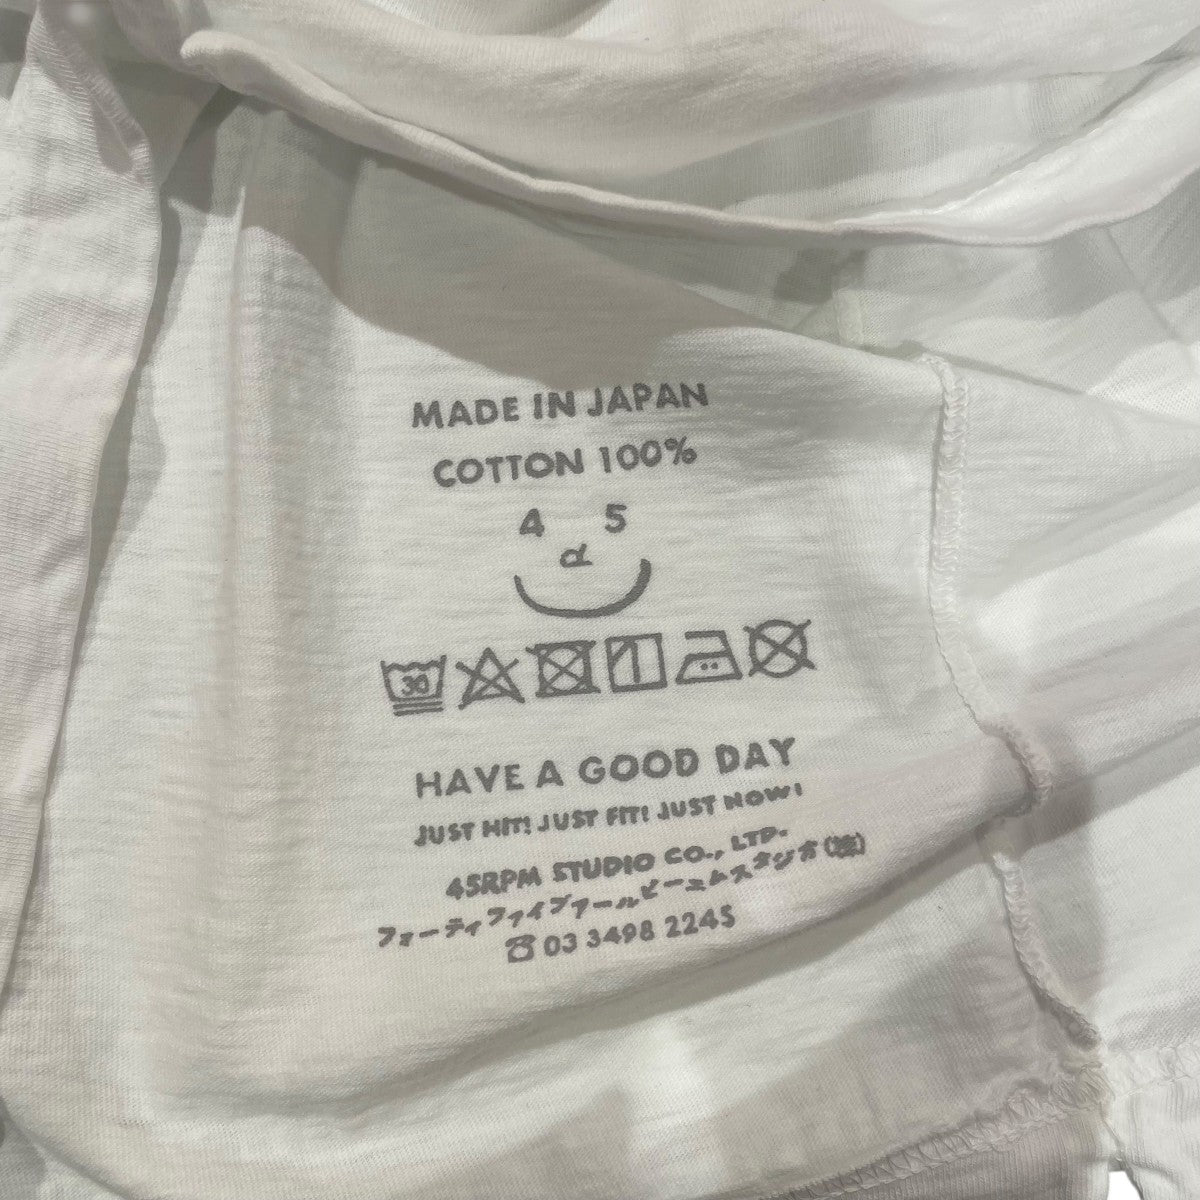 MADE IN JAPAN
COTTON 100%
4 5
R
30
HAVE A GOOD DAY
JUST HIT! JUST FIT! JUST NOW!
45RPM STUDIO CO., LTD.
フォーティファイブアールピーエムスタジオ(株)
☎ 03 3498 2245